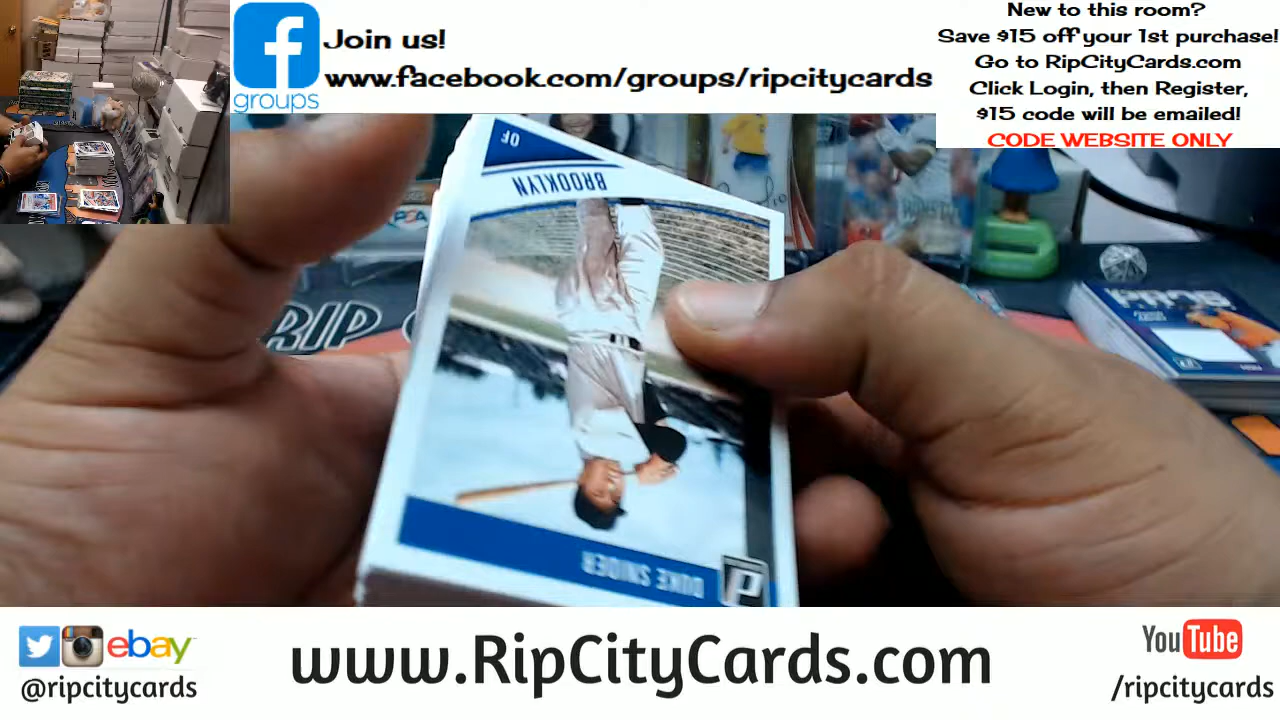 Join us!
www.facebook.com/groups/ripcitycards
groups
New to this room?
Save $15 off your 1st purchase!
Go to RipCityCards.com
Click Login, then Register,
$15 code will be emailed!
CODE WEBSITE ONLY
OF
BROOKLYN
PSA
RIP
DUKE SNIDER
ebay
@ripcitycards
www.RipCityCards.com
YouTube
/ripcitycards